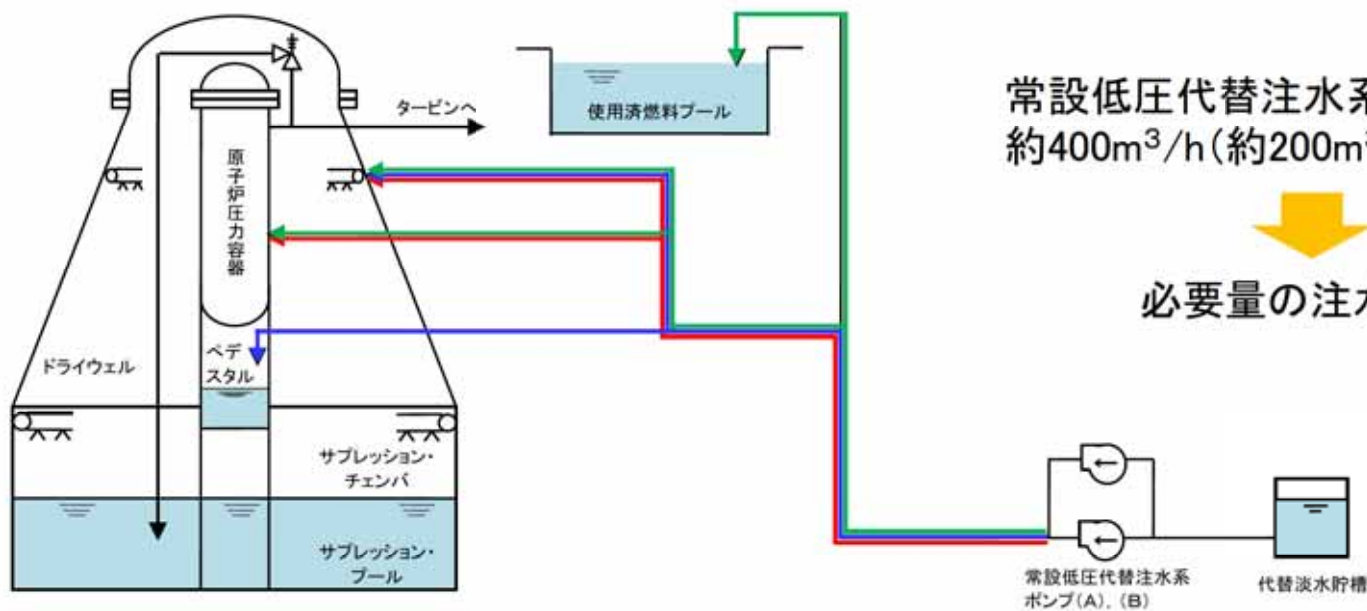 常設低圧代替注水系
約400m³/h(約200m
必要量の注
タービンへ
使用済燃料プール
原子炉圧力容器
ドライウェル
ペデ
スタル
サプレッション・
チェンバ
サプレッション・
プール
常設低圧代替注水系
ポンプ(A),(B)
代替淡水貯槽